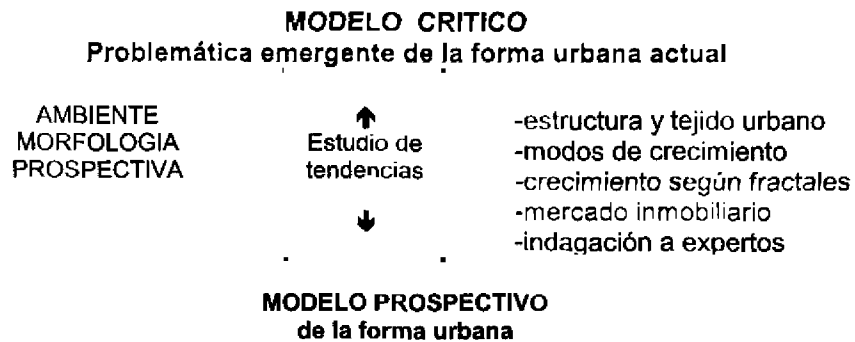 MODELO CRITICO
Problemática emergente de la forma urbana actual
AMBIENTE
MORFOLOGIA
PROSPECTIVA
Estudio de
tendencias
-estructura y tejido urbano
-modos de crecimiento
-crecimiento según fractales
-mercado inmobiliario
-indagación a expertos
MODELO PROSPECTIVO
de la forma urbana